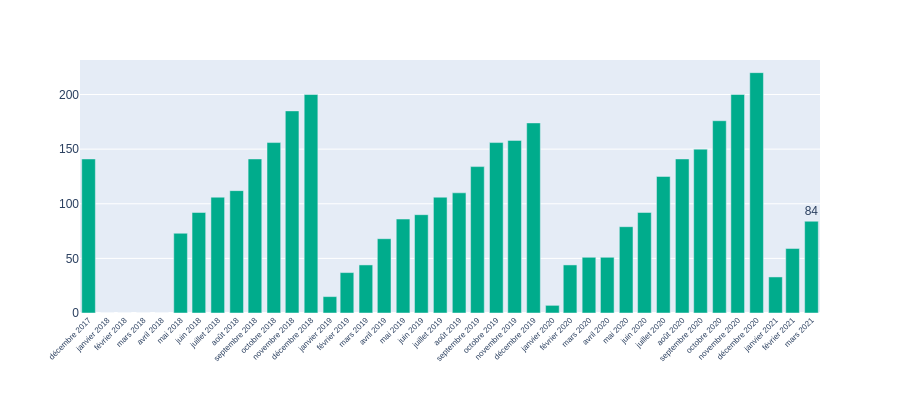 200
150
100
50
0
84
décembre 2017
janvier 2018
février 2018
mars 2018
avril 2018
mai 2018
juin 2018
juillet 2018
août 2018
septembre 2018
octobre 2018
novembre 2018
décembre 2018
janvier 2019
février 2019
mars 2019
avril 2019
mai 2019
juin 2019
juillet 2019
août 2019
septembre 2019
octobre 2019
novembre 2019
décembre 2019
janvier 2020
février 2020
mars 2020
avril 2020
mai 2020
juin 2020
juillet 2020
août 2020
septembre 2020
octobre 2020
novembre 2020
décembre 2020
janvier 2021
février 2021
mars 2021